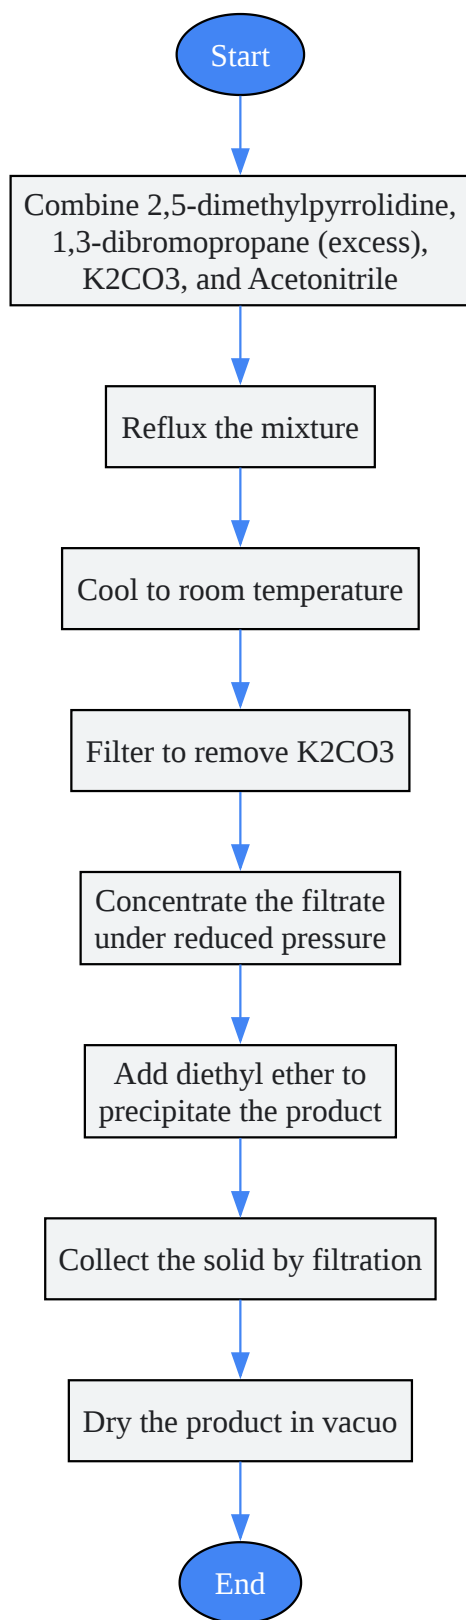 Start
Combine 2,5-dimethylpyrrolidine,
1,3-dibromopropane (excess),
K2CO3, and Acetonitrile
Reflux the mixture
Cool to room temperature
Filter to remove K2CO3
Concentrate the filtrate
under reduced pressure
Add diethyl ether to
precipitate the product
Collect the solid by filtration
Dry the product in vacuo
End